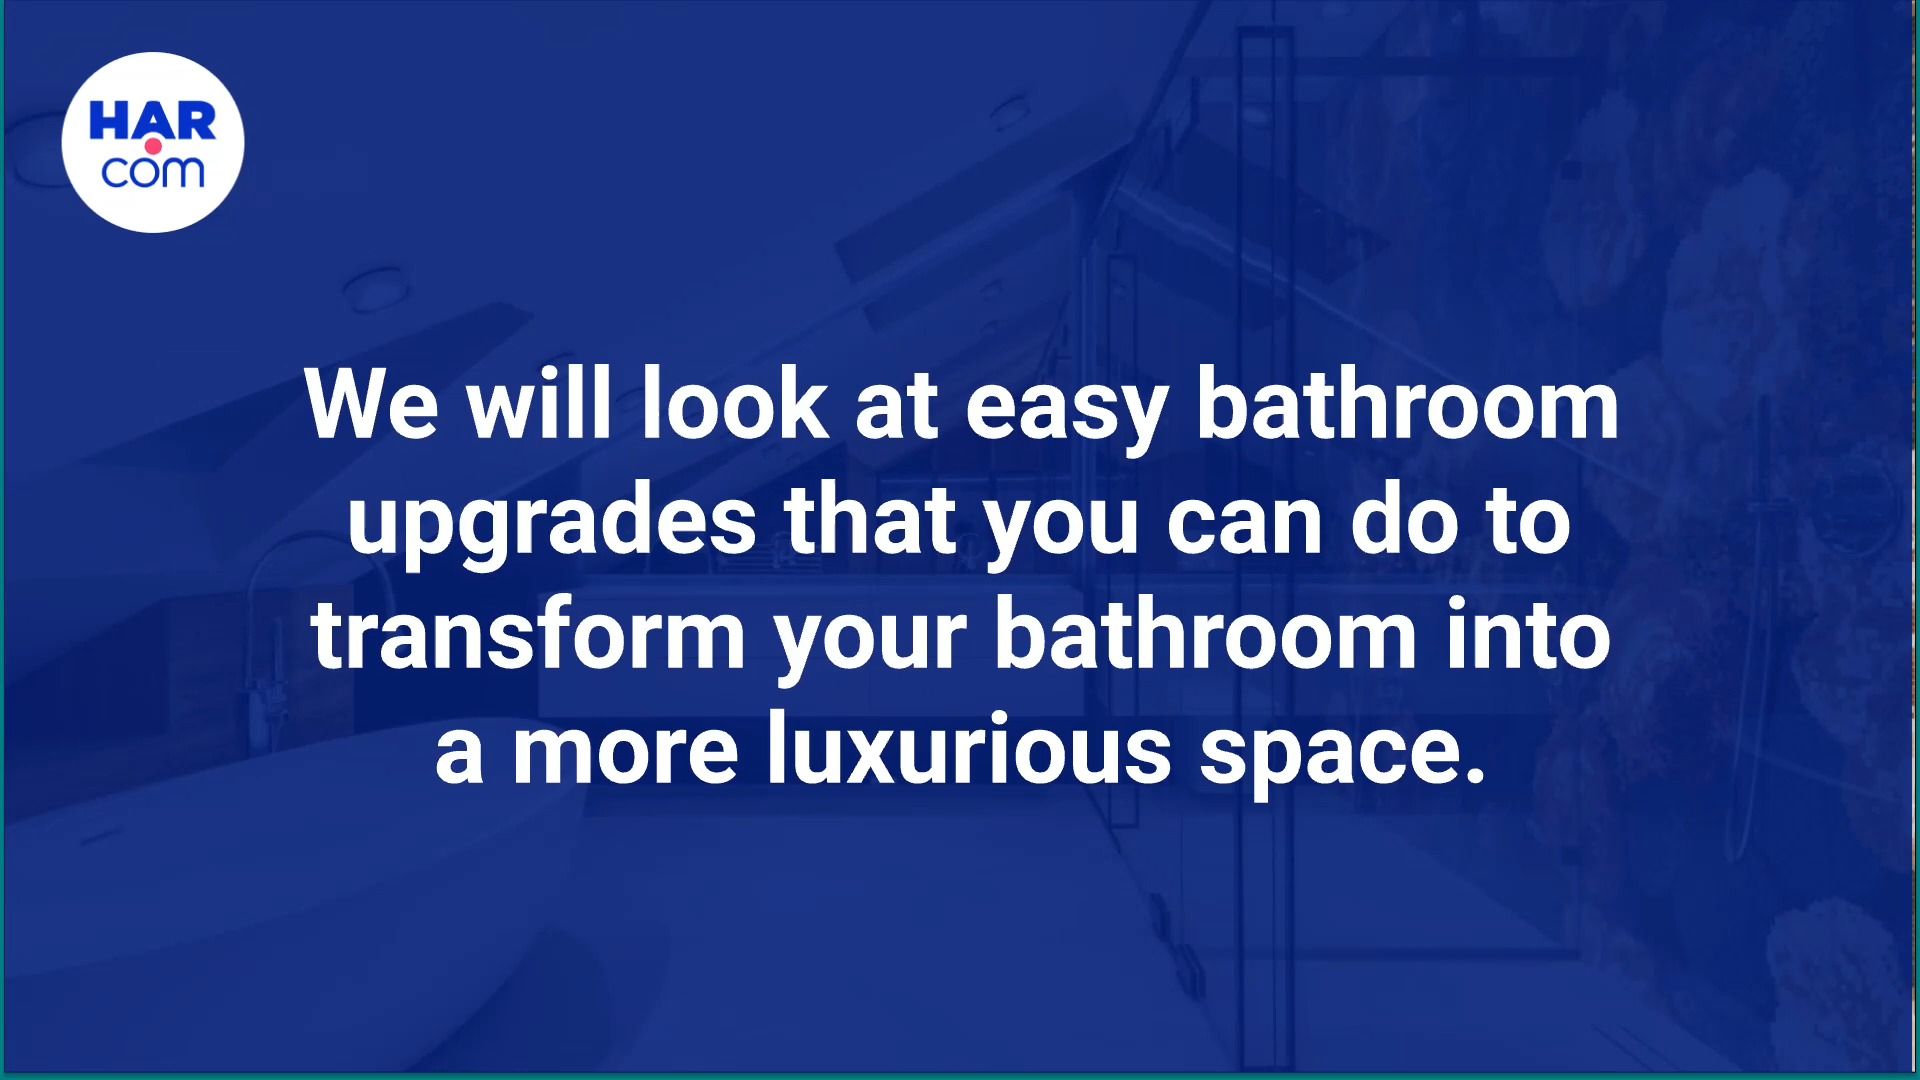 HAR
com
We will look at easy bathroom
upgrades that you can do to
transform your bathroom into
a more luxurious space.